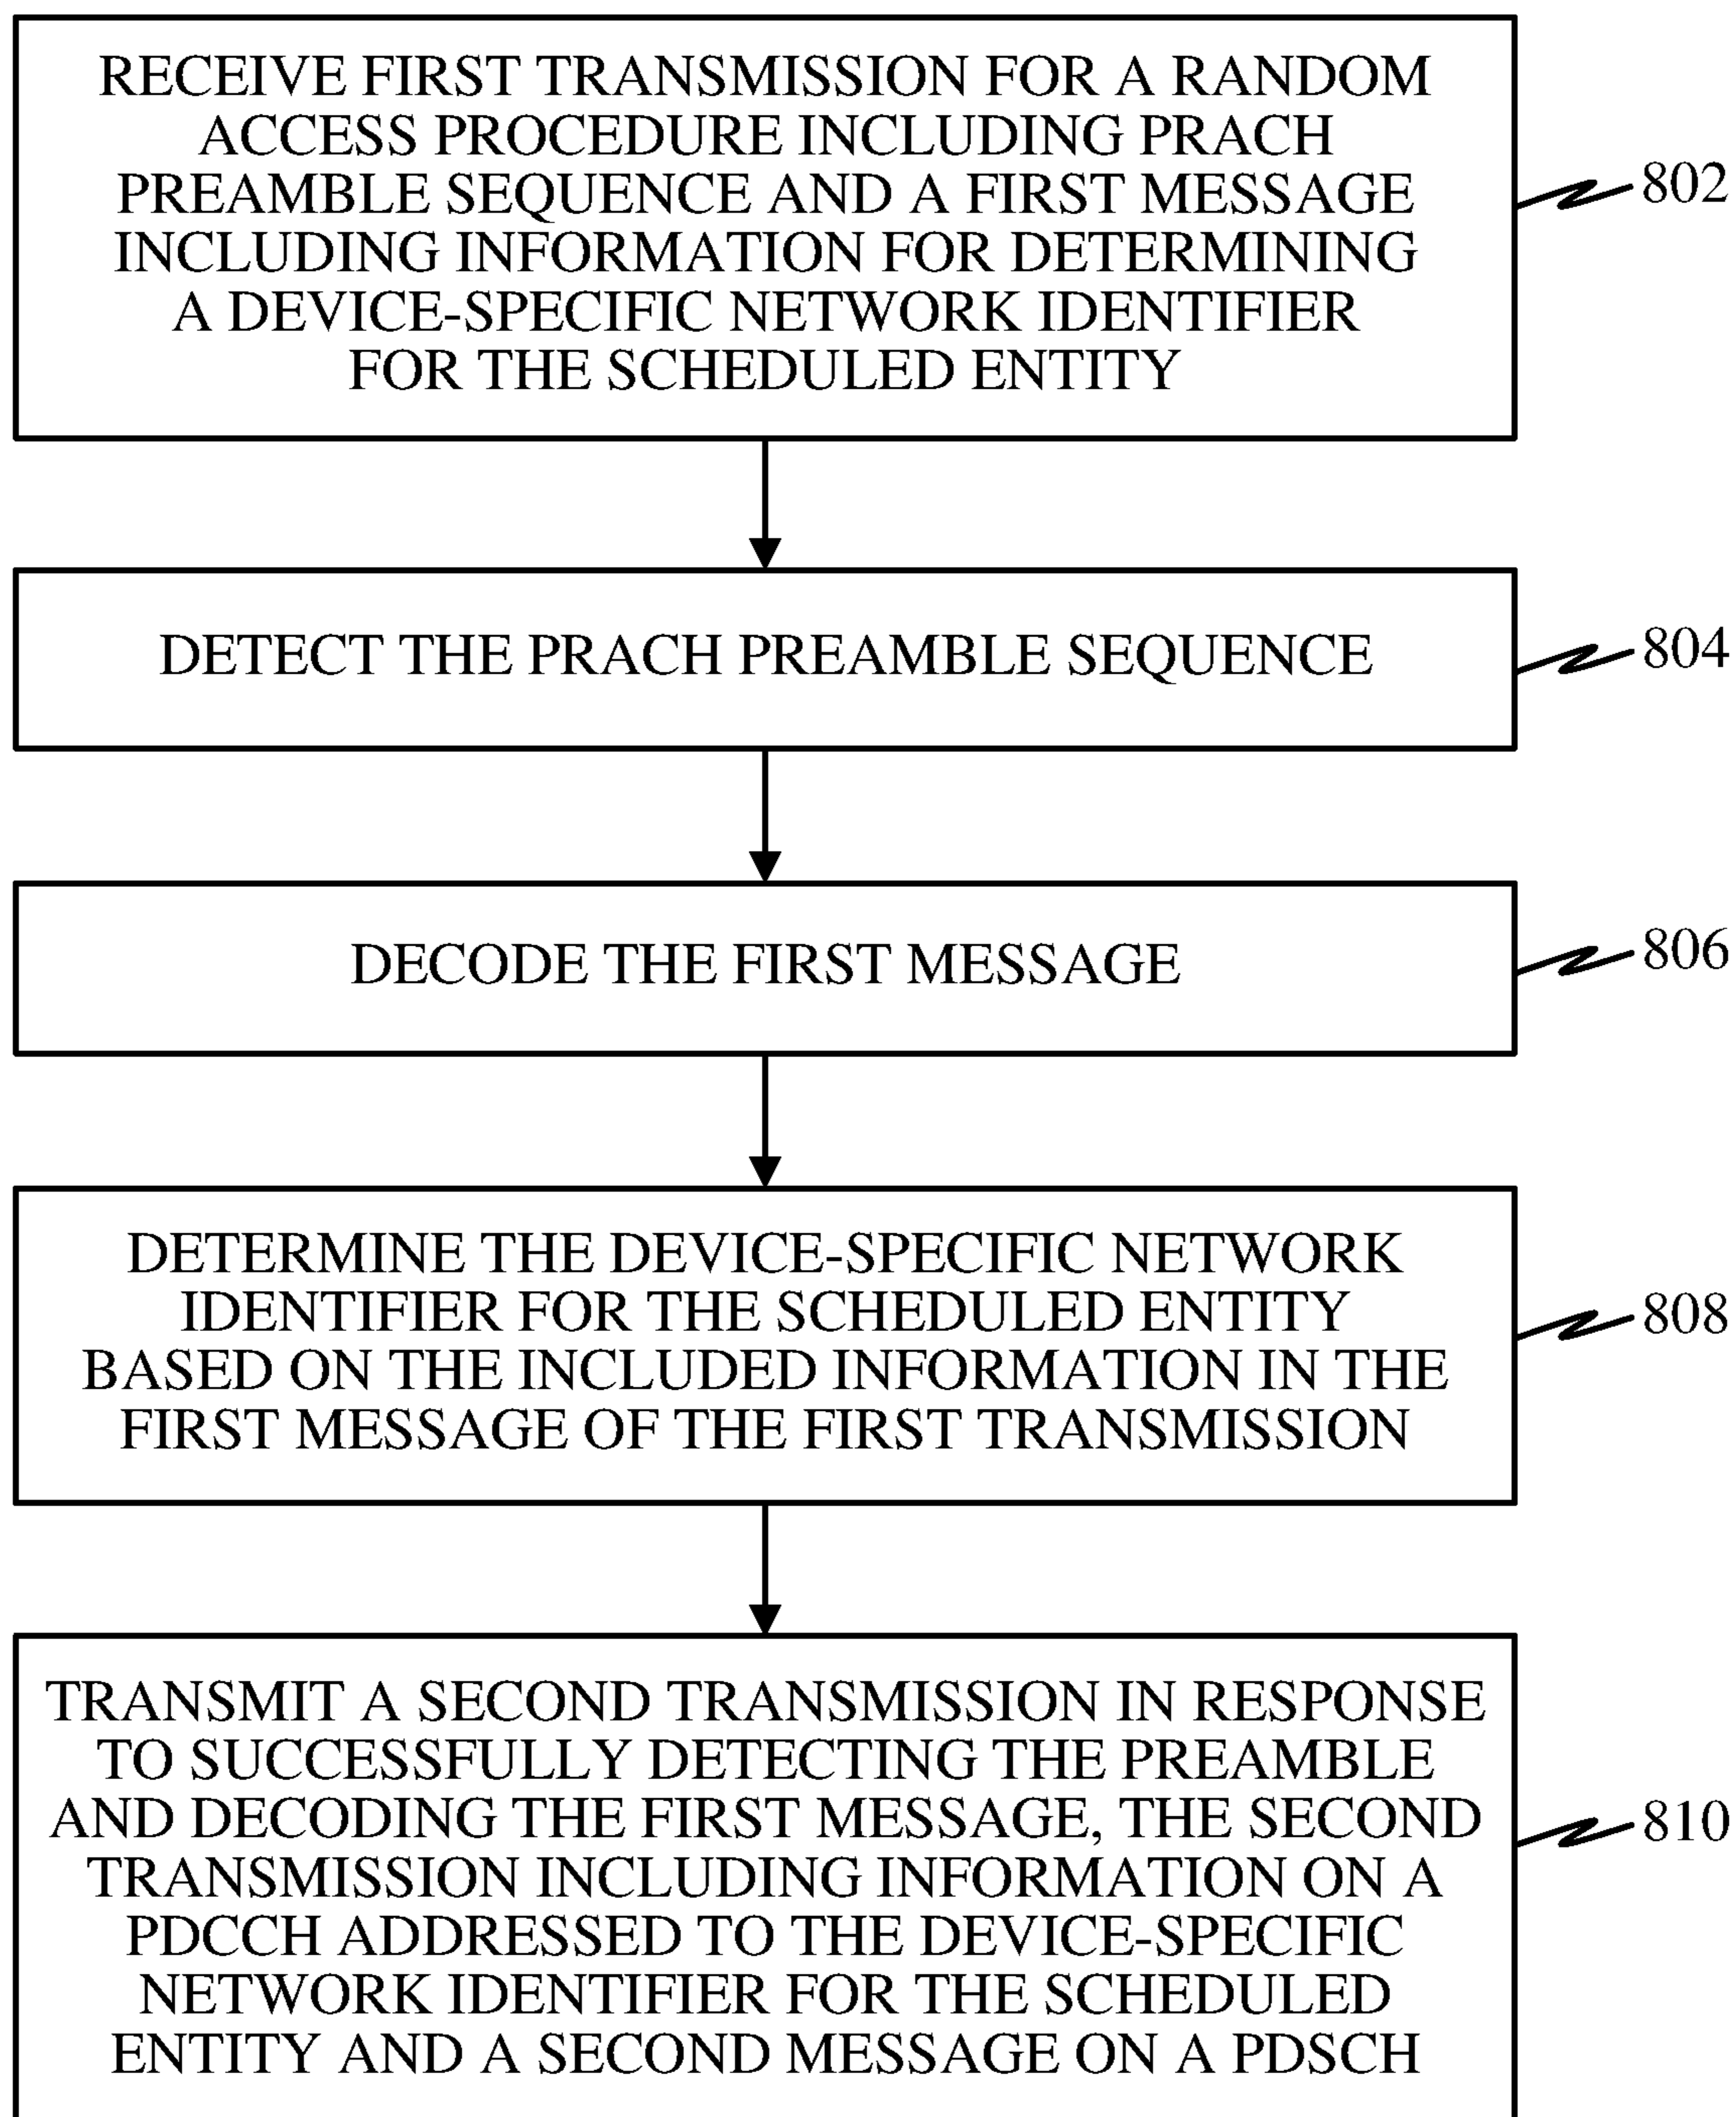 RECEIVE FIRST TRANSMISSION FOR A RANDOM
ACCESS PROCEDURE INCLUDING PRACH
PREAMBLE SEQUENCE AND A FIRST MESSAGE
INCLUDING INFORMATION FOR DETERMINING
A DEVICE-SPECIFIC NETWORK IDENTIFIER
FOR THE SCHEDULED ENTITY
802
DETECT THE PRACH PREAMBLE SEQUENCE
804
DECODE THE FIRST MESSAGE
806
DETERMINE THE DEVICE-SPECIFIC NETWORK
IDENTIFIER FOR THE SCHEDULED ENTITY
BASED ON THE INCLUDED INFORMATION IN THE
FIRST MESSAGE OF THE FIRST TRANSMISSION
808
TRANSMIT A SECOND TRANSMISSION IN RESPONSE
TO SUCCESSFULLY DETECTING THE PREAMBLE
AND DECODING THE FIRST MESSAGE, THE SECOND
TRANSMISSION INCLUDING INFORMATION ON A
PDCCH ADDRESSED TO THE DEVICE-SPECIFIC
NETWORK IDENTIFIER FOR THE SCHEDULED
ENTITY AND A SECOND MESSAGE ON A PDSCH
810